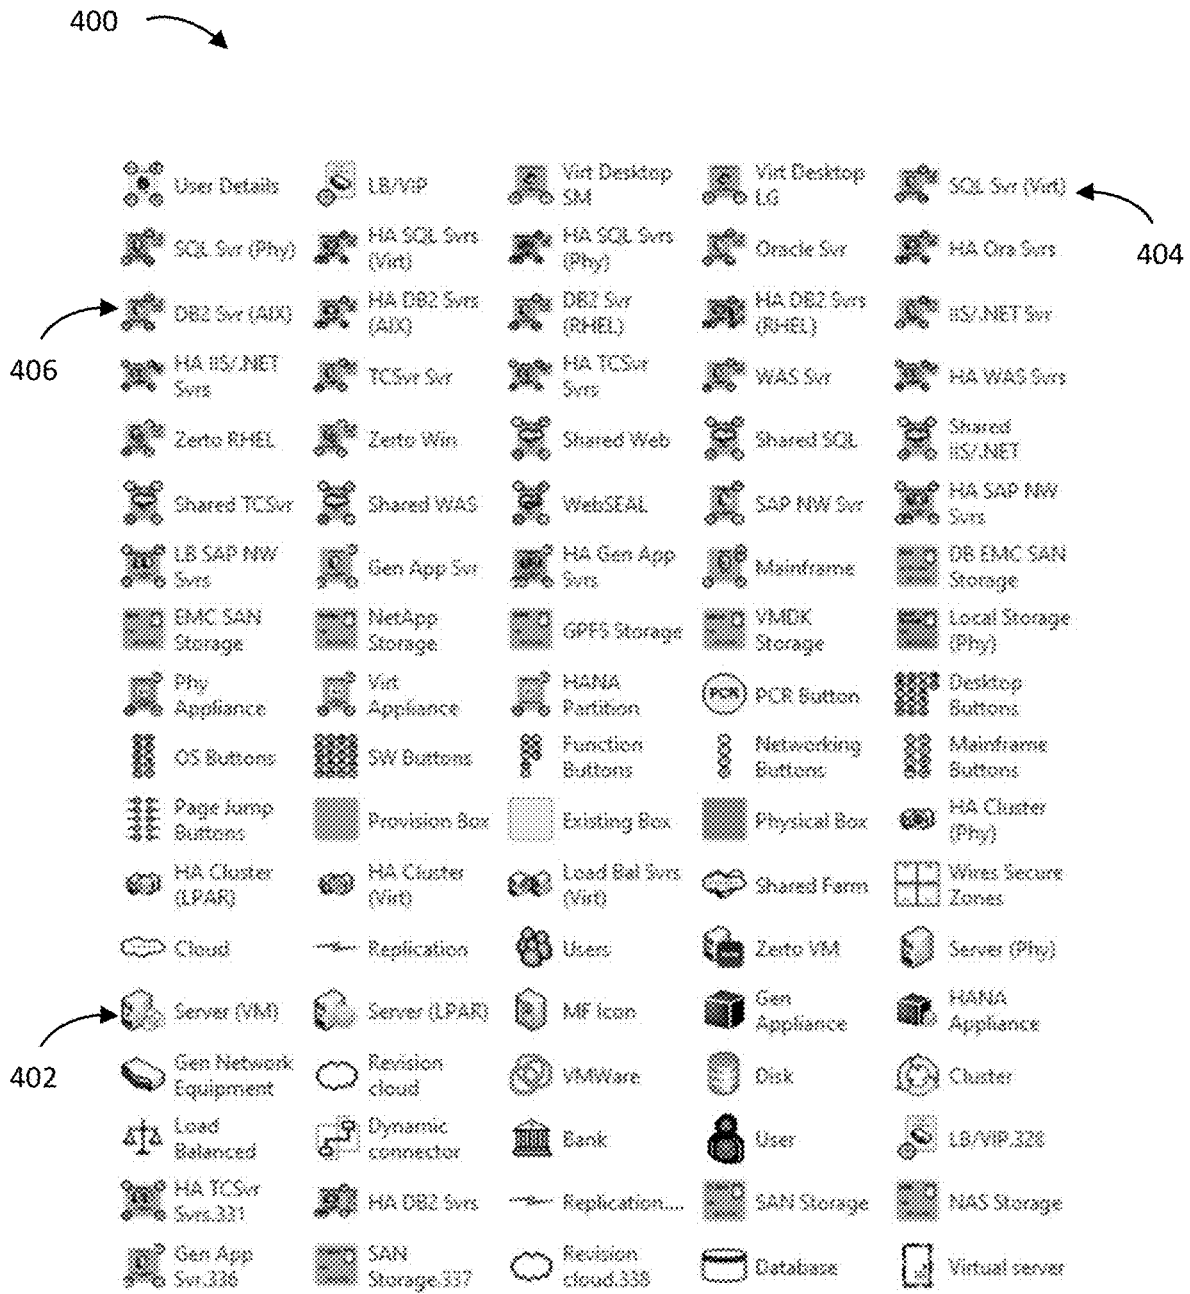 400
User Details
LB/VIP
Virt Desktop
SM
Virt Desktop
LG
SQL Svr (Virt)
404
SQL Svr (Phy)
HA SQL Svrs
(Virt)
HA SQL Svrs
(Phy)
Oracle Svr
HA Ora Svrs
406
DB2 Svr (AIX)
HA DB2 Svrs
(AIX)
DB2 Svr
(RHEL)
HA DB2 Svrs
(RHEL)
IIS/.NET Svr
HA IIS/.NET
Svrs
TCSvr Svr
HA TCSvr
Svrs
WAS Svr
HA WAS Svrs
Zerto RHEL
Zerto Win
Shared Web
Shared SQL
Shared
IIS/.NET
Shared TCSvr
Shared WAS
WebSEAL
SAP NW Svr
HA SAP NW
Svrs
LB SAP NW
Svrs
Gen App Svr
HA Gen App
Svrs
Mainframe
DB EMC SAN
Storage
EMC SAN
Storage
NetApp
Storage
GPFS Storage
VMDK
Storage
Local Storage
(Phy)
Phy
Appliance
Virt
Appliance
HANA
Partition
PCR
PCR Button
Desktop
Buttons
OS Buttons
SW Buttons
Function
Buttons
Networking
Buttons
Mainframe
Buttons
Page Jump
Buttons
Provision Box
Existing Box
Physical Box
HA Cluster
(Phy)
HA Cluster
(LPAR)
HA Cluster
(Virt)
Load Bal Svrs
(Virt)
Shared Farm
Wires Secure
Zones
Cloud
Replication
Users
Zerto VM
Server (Phy)
402
Server (VM)
Server (LPAR)
MF Icon
Gen
Appliance
HANA
Appliance
Gen Network
Equipment
Revision
cloud
VMWare
Disk
Cluster
Load
Balanced
Dynamic
connector
Bank
User
LB/VIP.328
HA TCSvr
Svrs.331
HA DB2 Svrs
Replication....
SAN Storage
NAS Storage
Gen App
Svr.336
SAN
Storage.337
Revision
cloud.338
Database
Virtual server